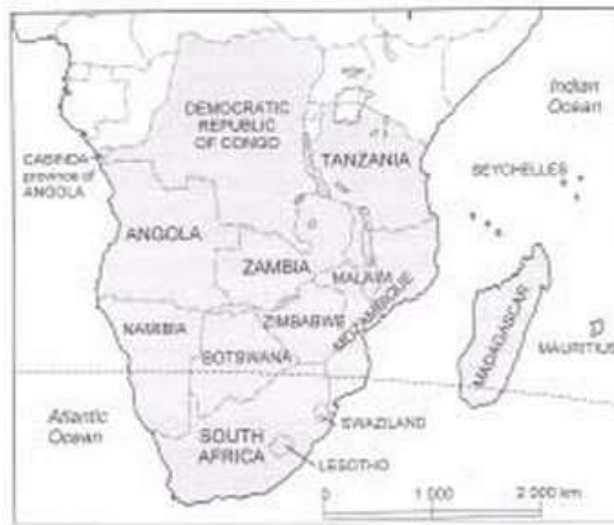 Indian
Ocean
DEMOCRATIC
REPUBLIC
OF CONGO
TANZANIA
CABINDA
province of
ANGOLA
SEYCHELLES
ANGOLA
ZAMBIA
MALAWI
MOZAMBIQUE
ZIMBABWE
NAMIBIA
BOTSWANA
MADAGASCAR
MAURITIUS
Atlantic
Ocean
SWAZILAND
SOUTH
AFRICA
LESOTHO
0 1 000 2 000 km